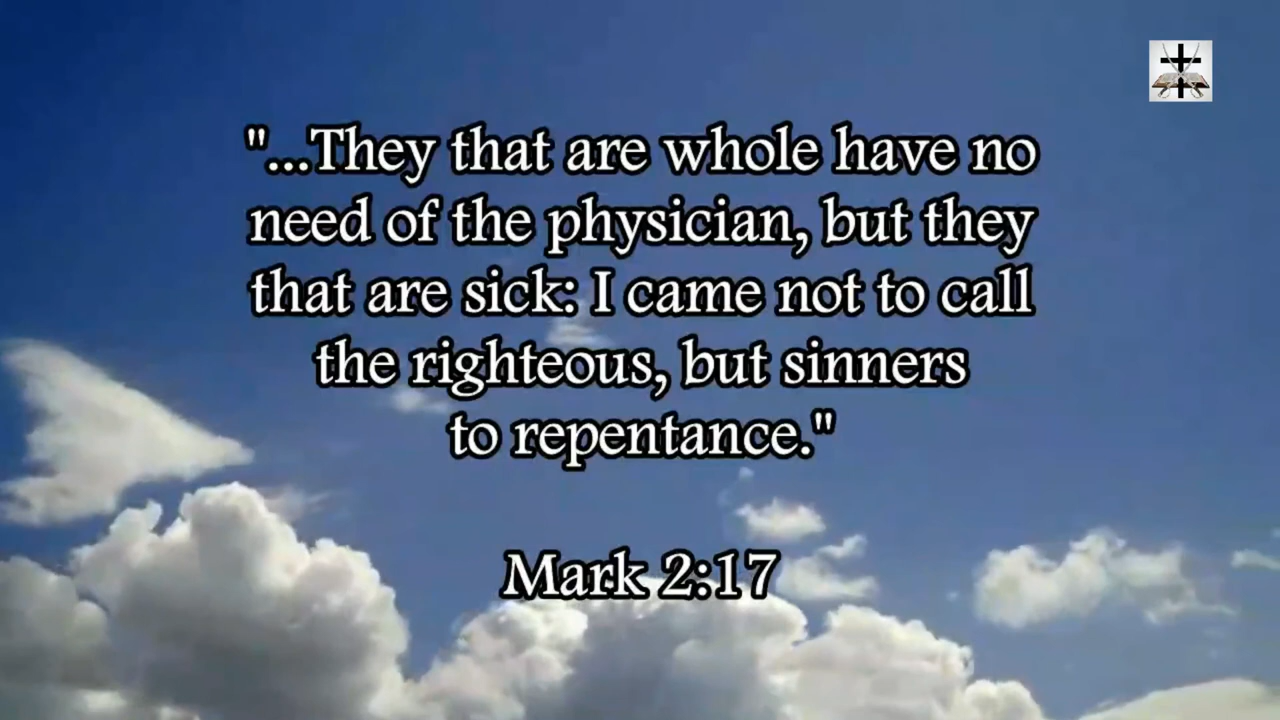 "...They that are whole have no
need of the physician, but they
that are sick: I came not to call
the righteous, but sinners
to repentance."
Mark 2:17